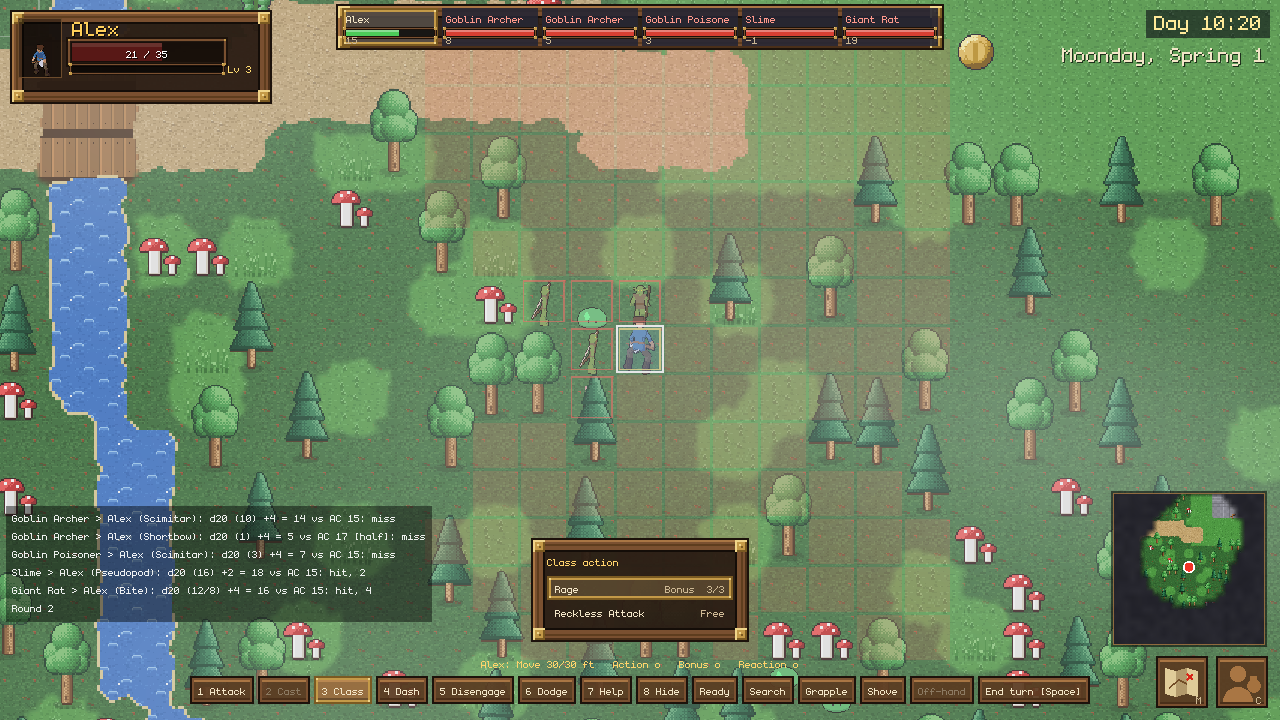 Alex
21 / 35
Lv 3
Alex
15
Goblin Archer
8
Goblin Archer
5
Goblin Poisone
3
Slime
-1
Giant Rat
19
Day 10:20
Moonday, Spring 1
Goblin Archer > Alex (Scimitar): d20 (10) +4 = 14 vs AC 15: miss
Goblin Archer > Alex (Shortbow): d20 (1) +4 = 5 vs AC 17 [half]: miss
Goblin Poisoner > Alex (Scimitar): d20 (3) +4 = 7 vs AC 15: miss
Slime > Alex (Pseudopod): d20 (16) +2 = 18 vs AC 15: hit, 2
Giant Rat > Alex (Bite): d20 (12/8) +4 = 16 vs AC 15: hit, 4
Round 2
Class action
Rage Bonus 3/3
Reckless Attack Free
Alex: Move 30/30 ft Action o Bonus o Reaction o
1 Attack
2 Cast
3 Class
4 Dash
5 Disengage
6 Dodge
7 Help
8 Hide
Ready
Search
Grapple
Shove
Off-hand
End turn [Space]
M
C